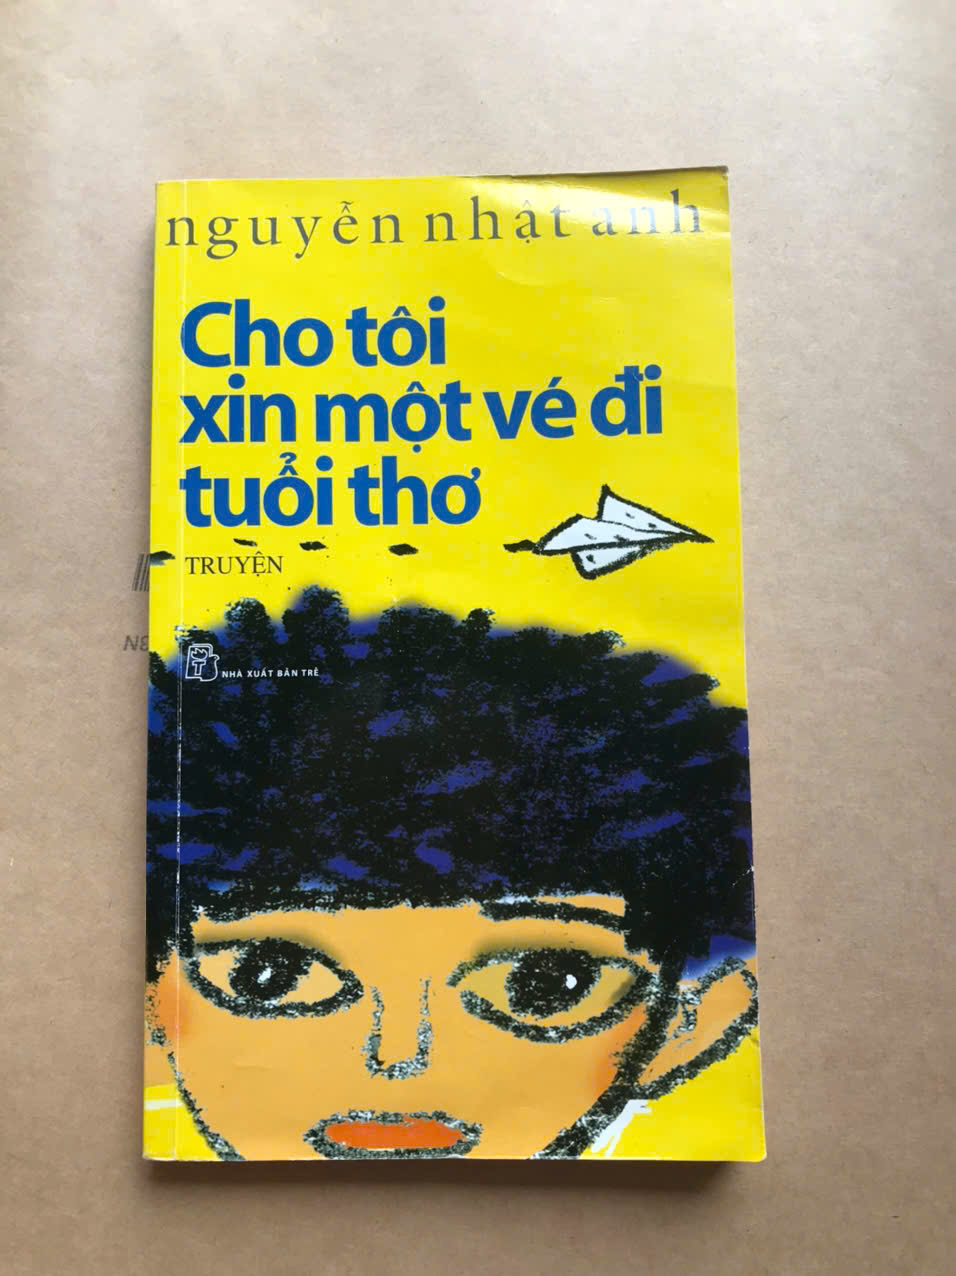 nguyễn nhật anh
Cho tôi
xin một vé đi
tuổi thơ
TRUYỆN
NHÀ XUẤT BẢN TRẺ